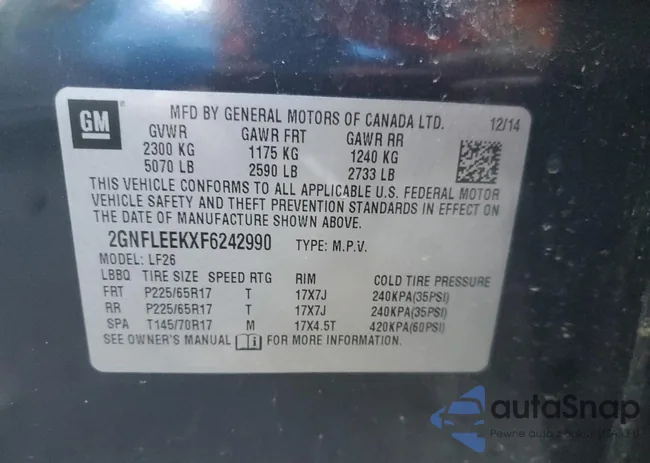 GM
MFD BY GENERAL MOTORS OF CANADA LTD. 12/14
GVWR GAWR FRT GAWR RR
2300 KG 1175 KG 1240 KG
5070 LB 2590 LB 2733 LB
THIS VEHICLE CONFORMS TO ALL APPLICABLE U.S. FEDERAL MOTOR
VEHICLE SAFETY AND THEFT PREVENTION STANDARDS IN EFFECT ON
THE DATE OF MANUFACTURE SHOWN ABOVE.
2GNFLEEKXF6242990 TYPE: M.P.V.
MODEL: LF26
LBBQ TIRE SIZE SPEED RTG RIM COLD TIRE PRESSURE
FRT P225/65R17 T 17X7J 240KPA(35PSI)
RR P225/65R17 T 17X7J 240KPA(35PSI)
SPA T145/70R17 M 17X4.5T 420KPA(60PSI)
SEE OWNER'S MANUAL FOR MORE INFORMATION.
autaSnap
Pewne auto z